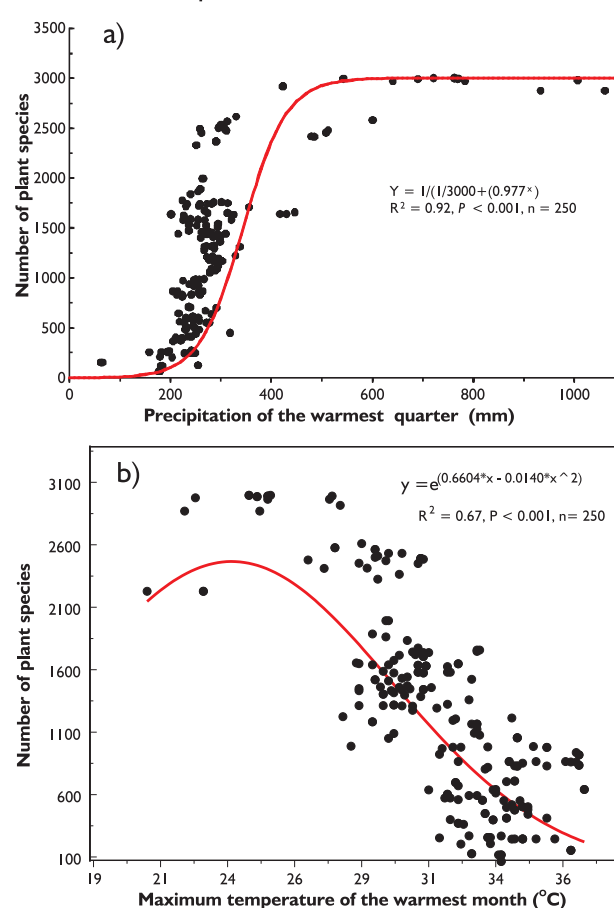 a)
3500
3000
2500
2000
1500
1000
500
0
Number of plant species
Y = 1/(1/3000+(0.977ˣ)
R² = 0.92, P < 0.001, n = 250
0 200 400 600 800 1000
Precipitation of the warmest quarter (mm)
b)
3100
2600
2100
1600
1100
600
100
Number of plant species
y = e^(0.6604*x - 0.0140*x^2)
R² = 0.67, P < 0.001, n= 250
19 24 26 29 31 34 36
Maximum temperature of the warmest month (°C)